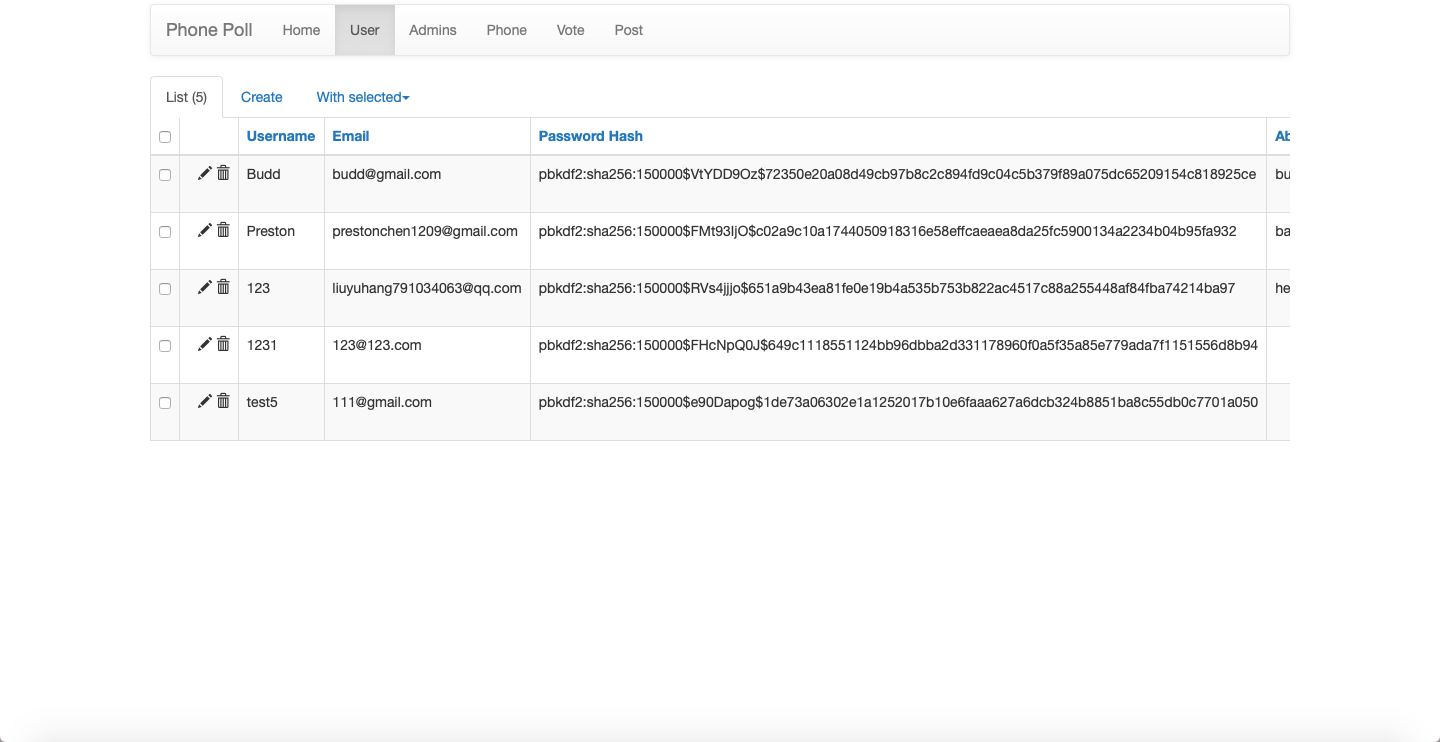 Phone Poll Home User Admins Phone Vote Post
List (5) Create With selected
Username Email Password Hash Ab
Budd budd@gmail.com pbkdf2:sha256:150000$VtYDD9Oz$72350e20a08d49cb97b8c2c894fd9c04c5b379f89a075dc65209154c818925ce bu
Preston prestonchen1209@gmail.com pbkdf2:sha256:150000$FMt93IjO$c02a9c10a1744050918316e58effcaeaea8da25fc5900134a2234b04b95fa932 ba
123 liuyuhang791034063@qq.com pbkdf2:sha256:150000$RVs4jjjo$651a9b43ea81fe0e19b4a535b753b822ac4517c88a255448af84fba74214ba97 he
1231 123@123.com pbkdf2:sha256:150000$FHcNpQ0J$649c1118551124bb96dbba2d331178960f0a5f35a85e779ada7f1151556d8b94
test5 111@gmail.com pbkdf2:sha256:150000$e90Dapog$1de73a06302e1a1252017b10e6faaa627a6dcb324b8851ba8c55db0c7701a050